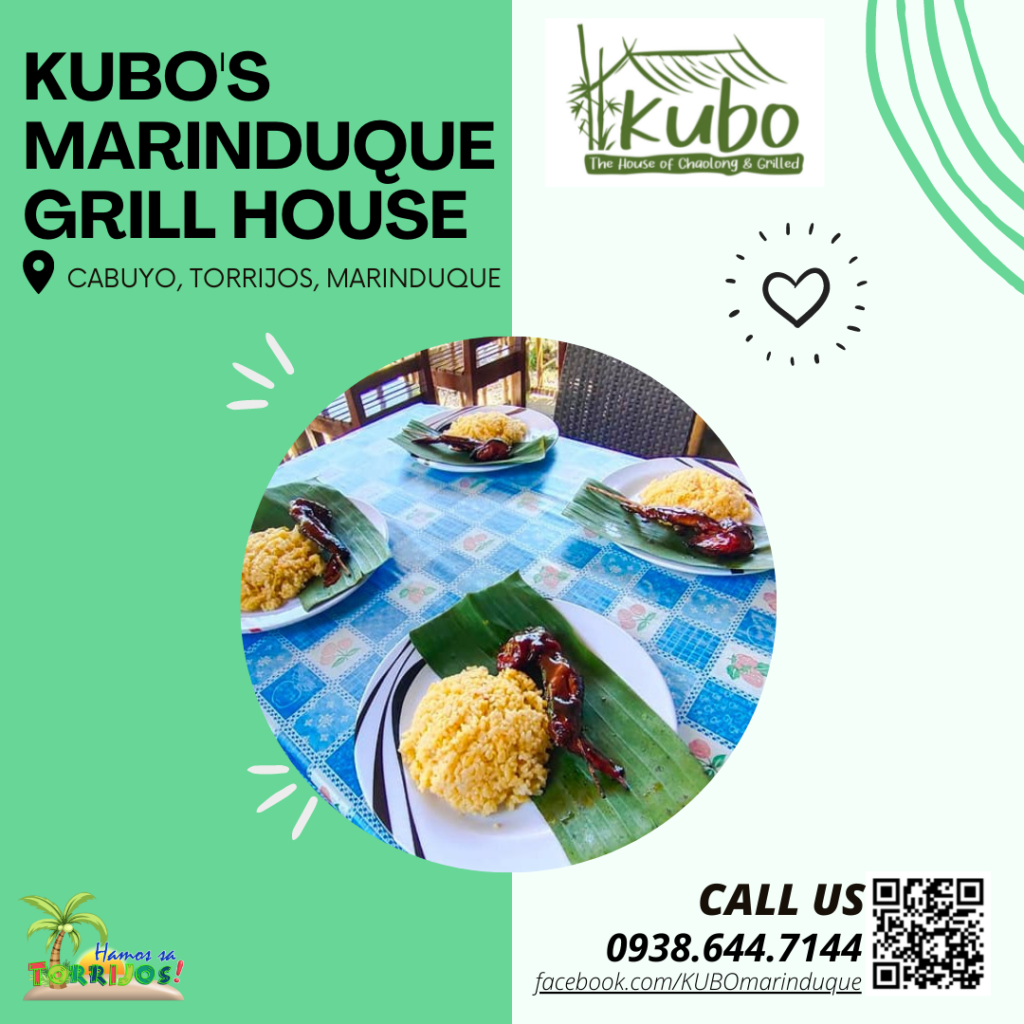 KUBO'S
MARINDUQUE
GRILL HOUSE
CABUYO, TORRIJOS, MARINDUQUE
Kubo
The House of Chaolong & Grilled
Hamos sa
TORRIJOS!
CALL US
0938.644.7144
facebook.com/KUBOmarinduque